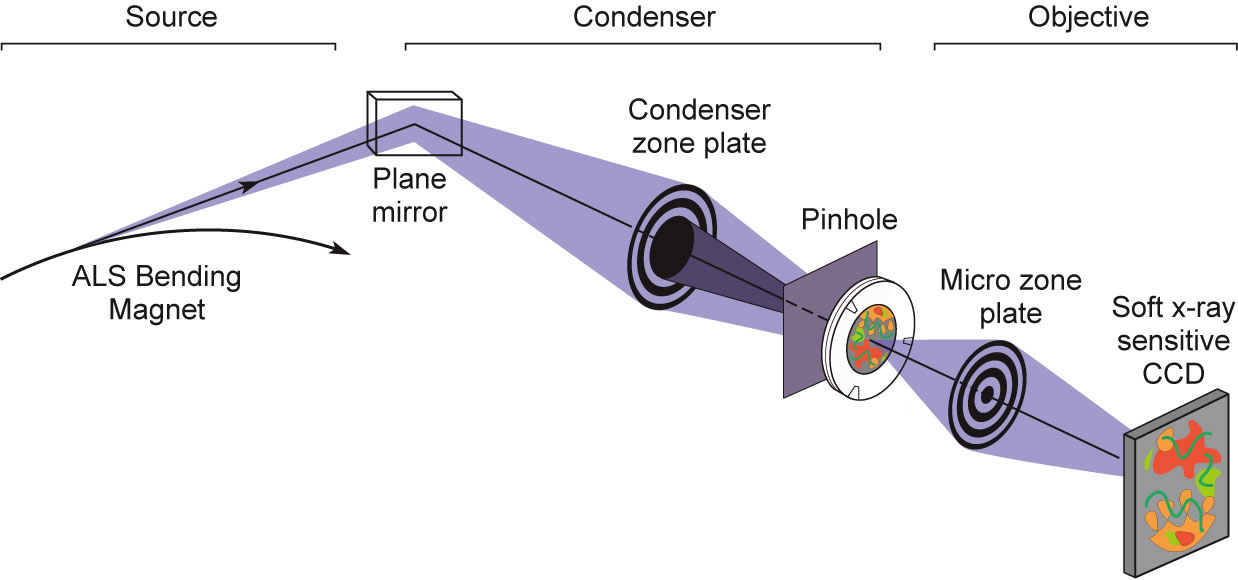 Source
Condenser
Objective
Condenser
zone plate
Plane
mirror
Pinhole
ALS Bending
Magnet
Micro zone
plate
Soft x-ray
sensitive
CCD